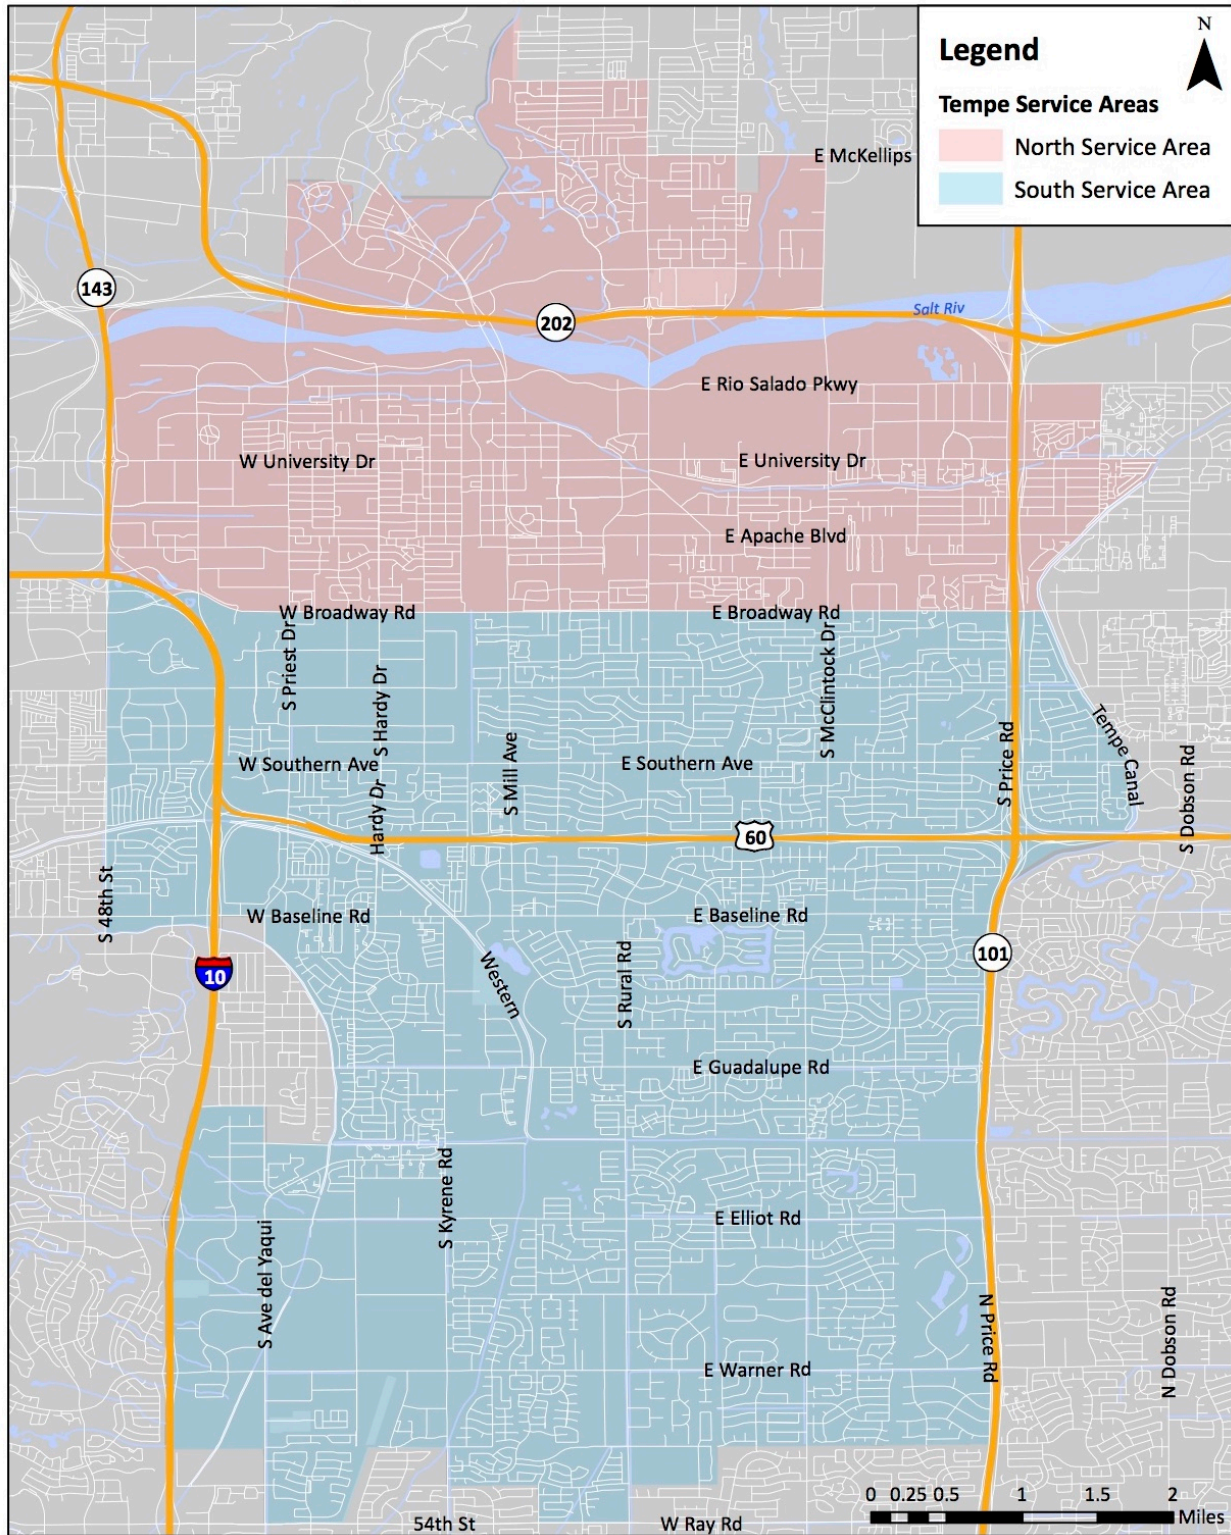 N
Legend
Tempe Service Areas
North Service Area
South Service Area
E McKellips
143
202
Salt Riv
E Rio Salado Pkwy
W University Dr
E University Dr
E Apache Blvd
W Broadway Rd
E Broadway Rd
S Priest Dr
S Hardy Dr
S McClintock Dr
W Southern Ave
E Southern Ave
S Mill Ave
S Price Rd
Tempe Canal
S Dobson Rd
Hardy Dr
60
S 48th St
W Baseline Rd
E Baseline Rd
10
Western
S Rural Rd
101
E Guadalupe Rd
S Kyrene Rd
E Elliot Rd
S Ave del Yaqui
N Price Rd
N Dobson Rd
E Warner Rd
0 0.25 0.5 1 1.5 2
Miles
54th St
W Ray Rd